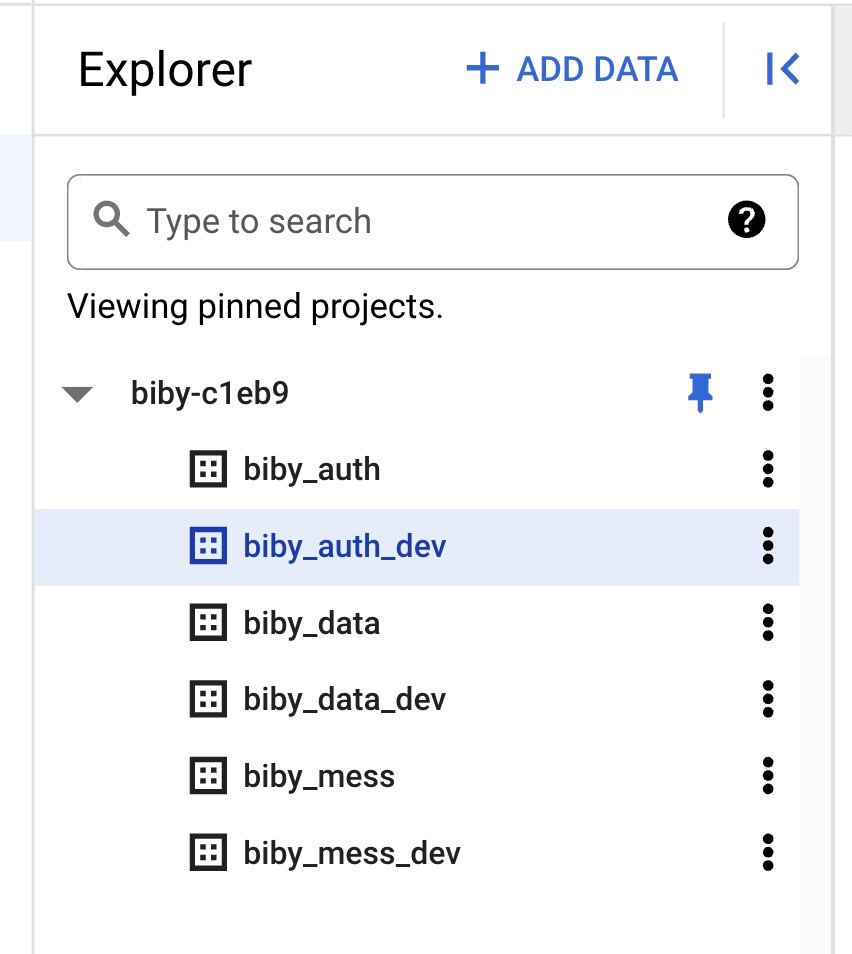 Explorer
+ ADD DATA
Type to search
?
Viewing pinned projects.
biby-c1eb9
biby_auth
biby_auth_dev
biby_data
biby_data_dev
biby_mess
biby_mess_dev